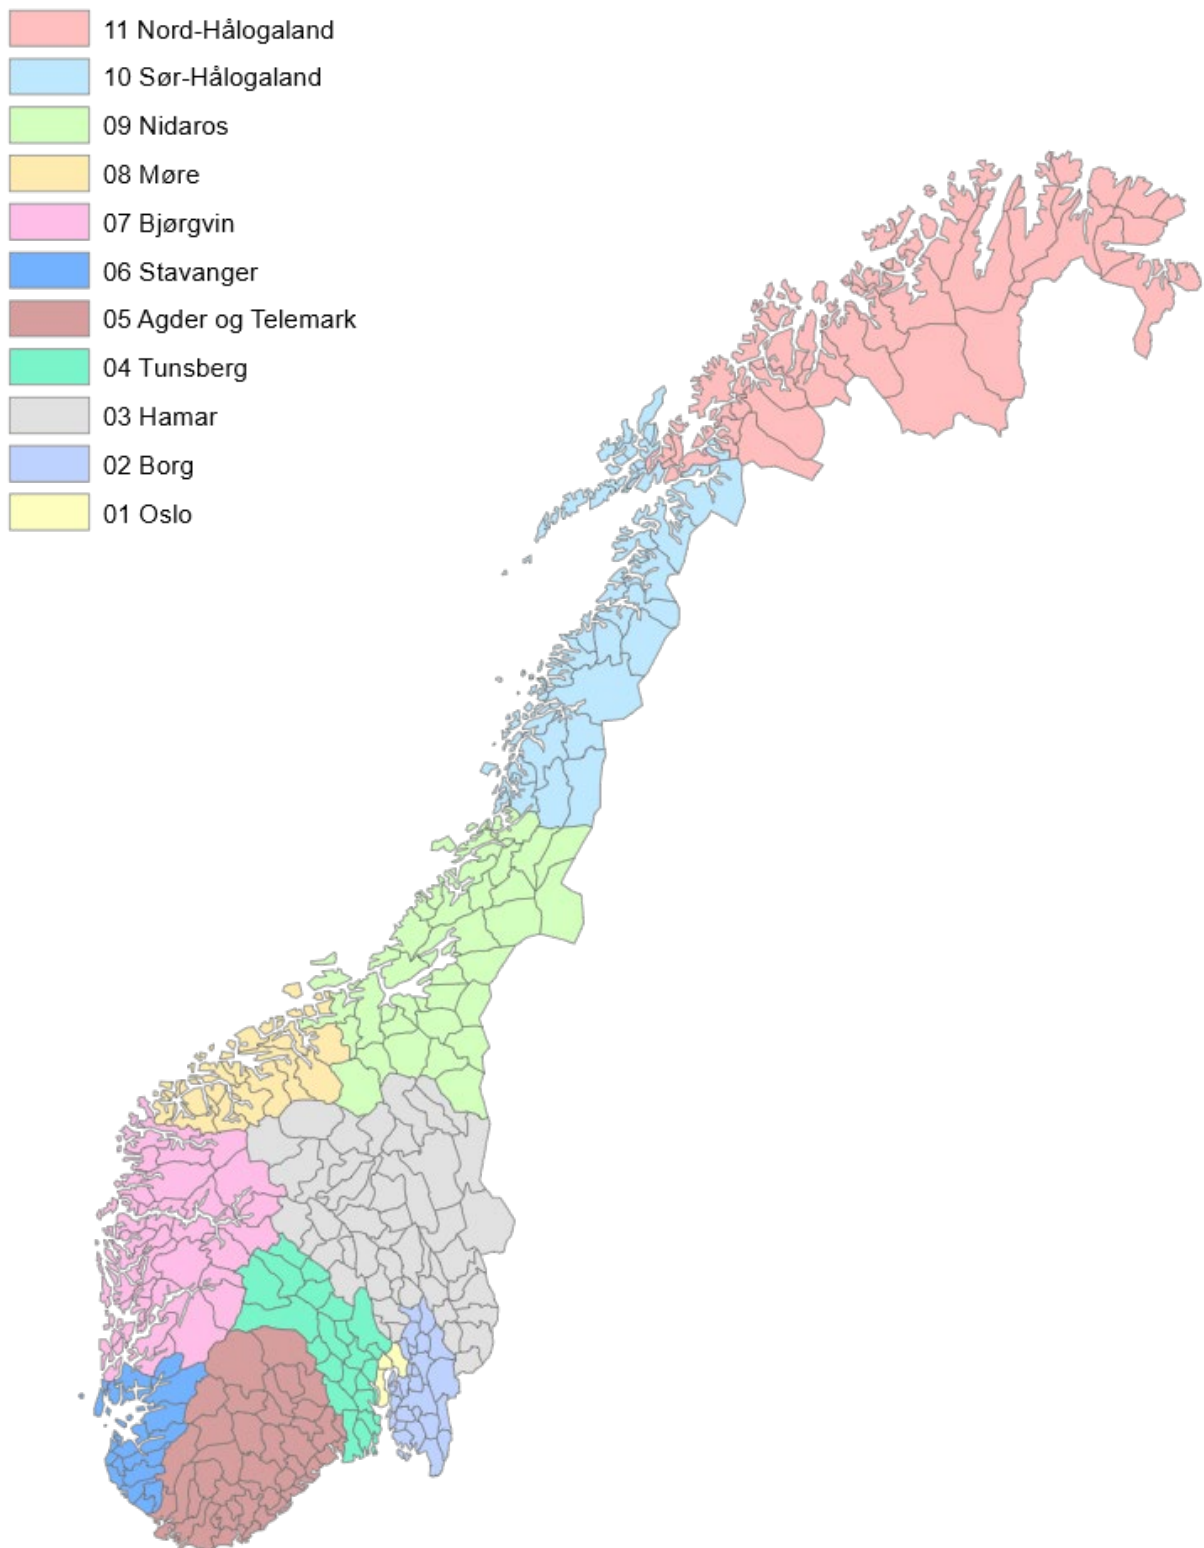 11 Nord-Hålogaland
10 Sør-Hålogaland
09 Nidaros
08 Møre
07 Bjørgvin
06 Stavanger
05 Agder og Telemark
04 Tunsberg
03 Hamar
02 Borg
01 Oslo